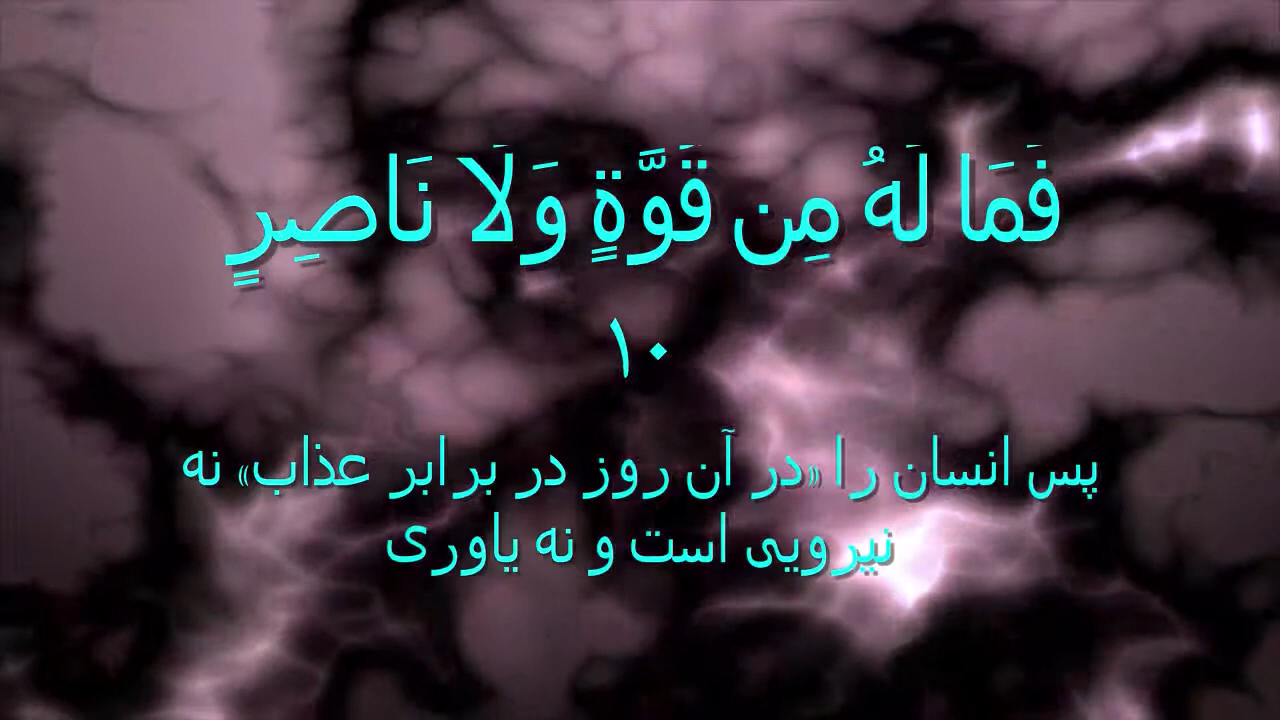 فَمَا لَهُ مِن قُوَّةٍ وَلَا نَاصِرٍ
١٠
پس انسان را «در آن روز در برابر عذاب» نه
نیرویی است و نه یاوری